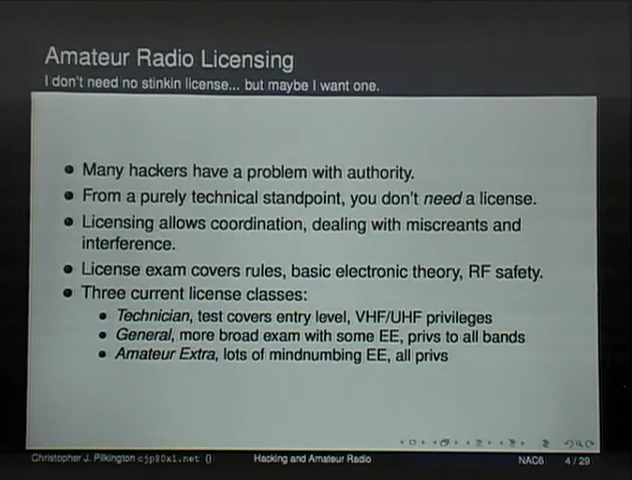 Amateur Radio Licensing
I don't need no stinkin license... but maybe I want one.
Many hackers have a problem with authority.
From a purely technical standpoint, you don't need a license.
Licensing allows coordination, dealing with miscreants and
interference.
License exam covers rules, basic electronic theory, RF safety.
Three current license classes:
Technician, test covers entry level, VHF/UHF privileges
General, more broad exam with some EE, privs to all bands
Amateur Extra, lots of mindnumbing EE, all privs
Christopher J. Pilkington cjp@0x1.net ()
Hacking and Amateur Radio
NAC6
4 / 29